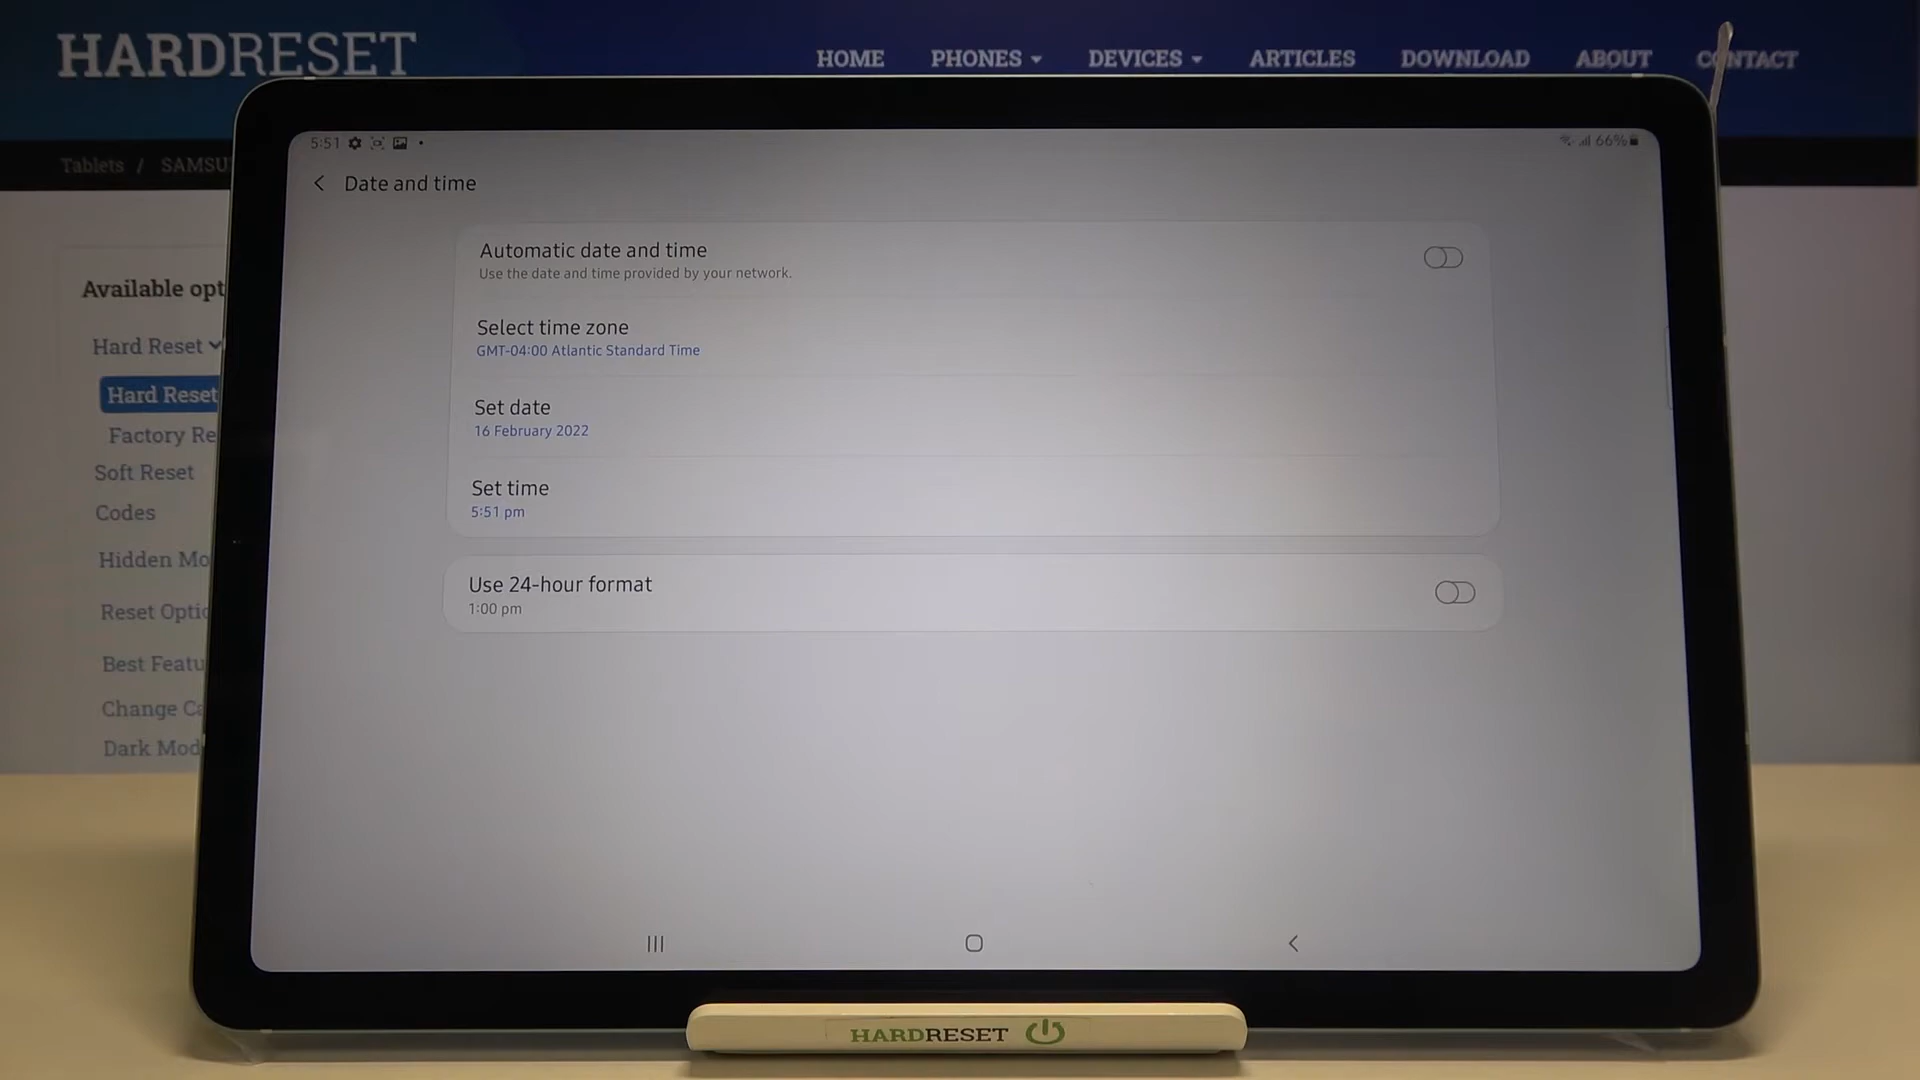 HARDRESET
HOME PHONES DEVICES ARTICLES DOWNLOAD ABOUT CONTACT
Tablets / SAMSU
5:51
66%
Date and time
Automatic date and time
Use the date and time provided by your network.
Select time zone
GMT-04:00 Atlantic Standard Time
Set date
16 February 2022
Set time
5:51 pm
Use 24-hour format
1:00 pm
Available opt
Hard Reset
Hard Reset
Factory Re
Soft Reset
Codes
Hidden Mo
Reset Optio
Best Featu
Change Ca
Dark Mod
HARDRESET